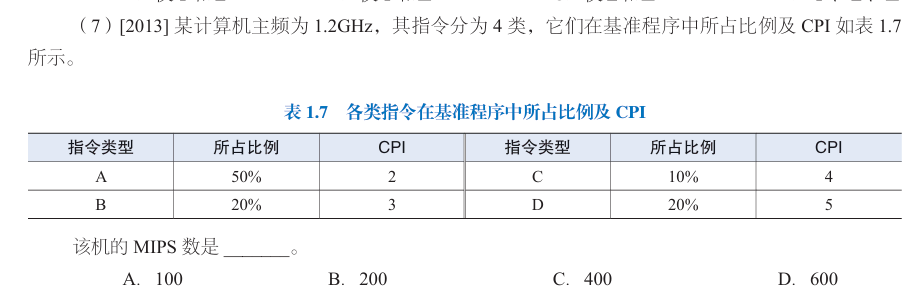 （7）[2013] 某计算机主频为 1.2GHz，其指令分为 4 类，它们在基准程序中所占比例及 CPI 如表 1.7
所示。
表 1.7 各类指令在基准程序中所占比例及 CPI
指令类型 所占比例 CPI 指令类型 所占比例 CPI
A 50% 2 C 10% 4
B 20% 3 D 20% 5
该机的 MIPS 数是 _______。
A. 100 B. 200 C. 400 D. 600